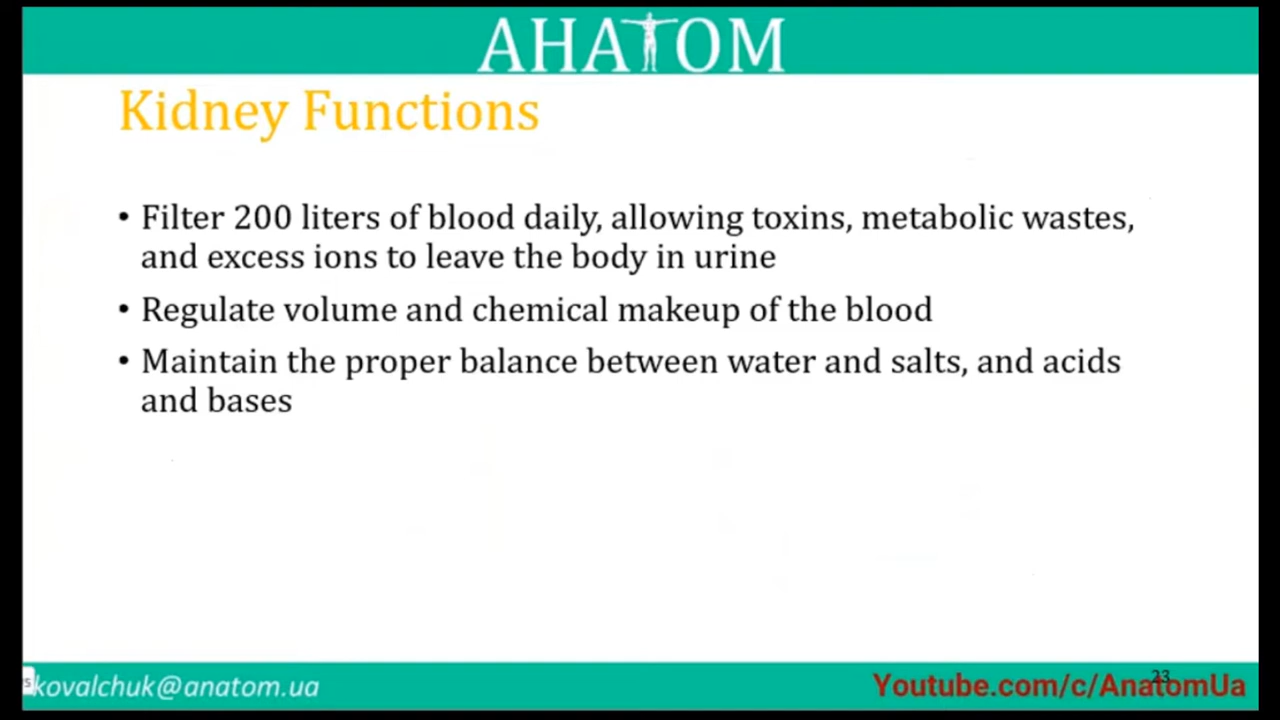 AHATOM
Kidney Functions
• Filter 200 liters of blood daily, allowing toxins, metabolic wastes,
and excess ions to leave the body in urine
• Regulate volume and chemical makeup of the blood
• Maintain the proper balance between water and salts, and acids
and bases
kovalchuk@anatom.ua
23
Youtube.com/c/AnatomUa